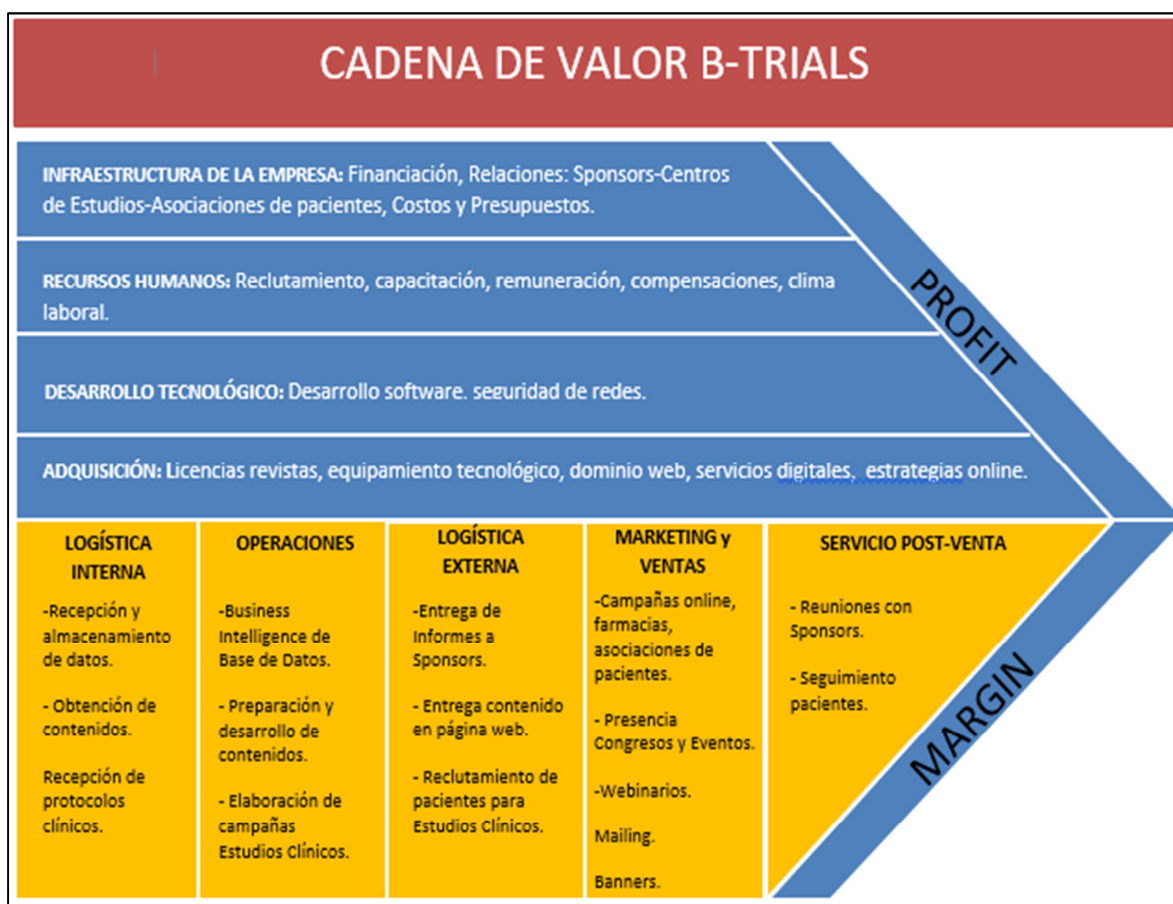 CADENA DE VALOR B-TRIALS
INFRAESTRUCTURA DE LA EMPRESA: Financiación, Relaciones: Sponsors-Centros
de Estudios-Asociaciones de pacientes, Costos y Presupuestos.
RECURSOS HUMANOS: Reclutamiento, capacitación, remuneración, compensaciones, clima
laboral.
DESARROLLO TECNOLÓGICO: Desarrollo software. seguridad de redes.
ADQUISICIÓN: Licencias revistas, equipamiento tecnológico, dominio web, servicios digitales, estrategias online.
PROFIT
LOGÍSTICA
INTERNA
-Recepción y
almacenamiento
de datos.
- Obtención de
contenidos.
Recepción de
protocolos
clínicos.
OPERACIONES
-Business
Intelligence de
Base de Datos.
- Preparación y
desarrollo de
contenidos.
- Elaboración de
campañas
Estudios Clínicos.
LOGÍSTICA
EXTERNA
-Entrega de
Informes a
Sponsors.
- Entrega contenido
en página web.
- Reclutamiento de
pacientes para
Estudios Clínicos.
MARKETING y
VENTAS
-Campañas online,
farmacias,
asociaciones de
pacientes.
- Presencia
Congresos y Eventos.
-Webinarios.
Mailing.
Banners.
SERVICIO POST-VENTA
- Reuniones con
Sponsors.
- Seguimiento
pacientes.
MARGIN